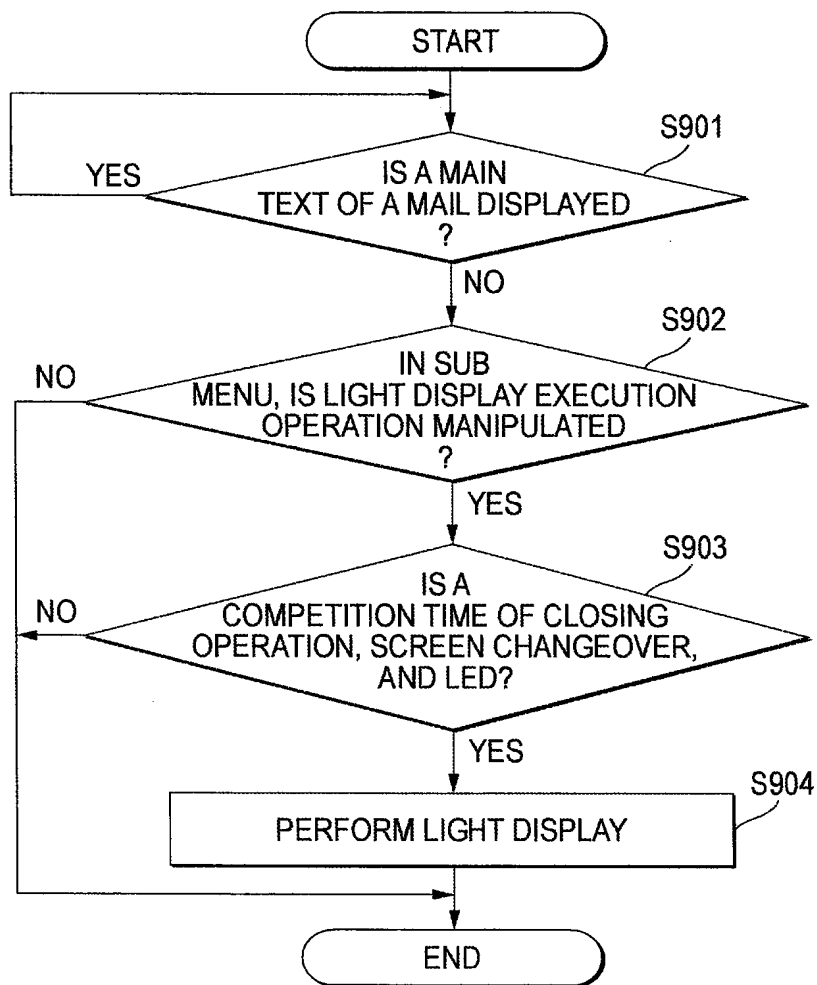 START
S901
YES
IS A MAIN
TEXT OF A MAIL DISPLAYED
?
NO
S902
NO
IN SUB
MENU, IS LIGHT DISPLAY EXECUTION
OPERATION MANIPULATED
?
YES
S903
NO
IS A
COMPETITION TIME OF CLOSING
OPERATION, SCREEN CHANGEOVER,
AND LED?
YES
S904
PERFORM LIGHT DISPLAY
END